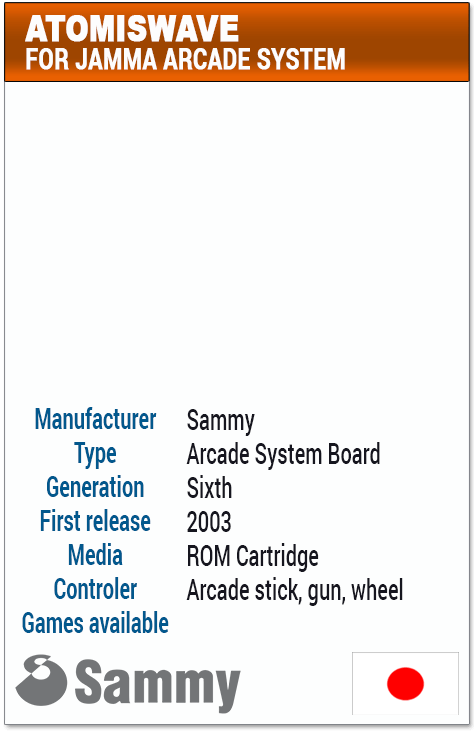 ATOMISWAVE
FOR JAMMA ARCADE SYSTEM
Manufacturer Sammy
Type Arcade System Board
Generation Sixth
First release 2003
Media ROM Cartridge
Controler Arcade stick, gun, wheel
Games available
Sammy